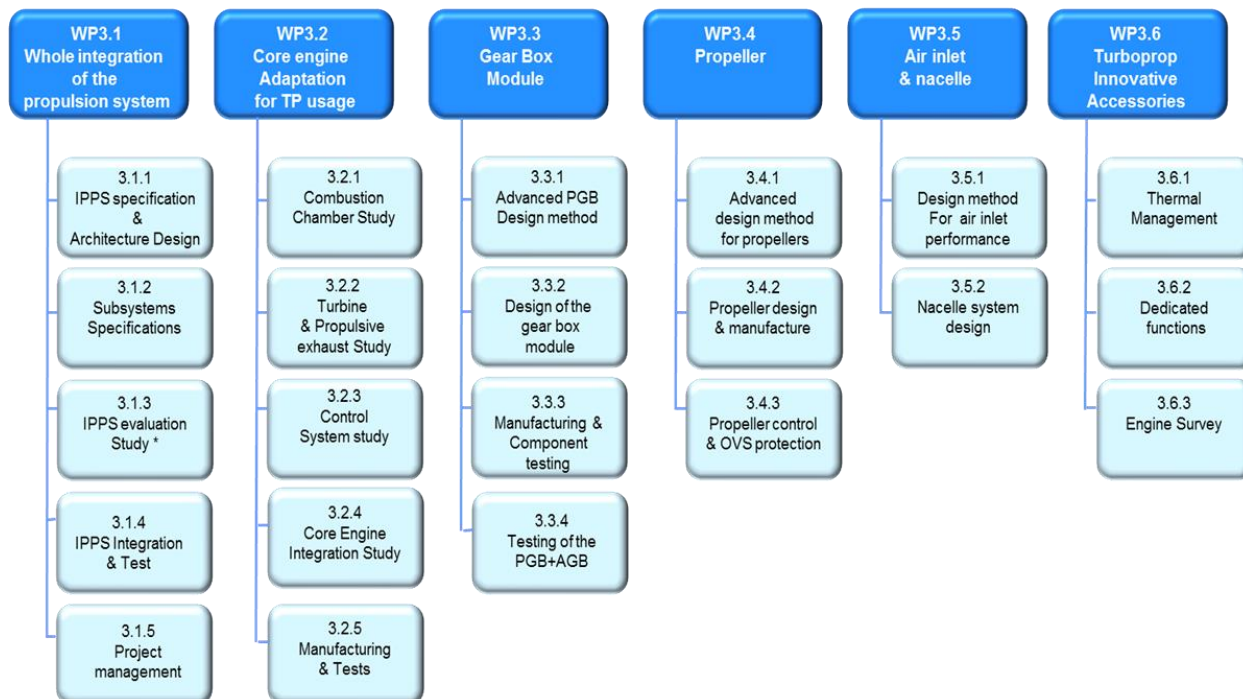 WP3.1
Whole integration
of the
propulsion system
3.1.1
IPPS specification
&
Architecture Design
3.1.2
Subsystems
Specifications
3.1.3
IPPS evaluation
Study *
3.1.4
IPPS Integration
& Test
3.1.5
Project
management
WP3.2
Core engine
Adaptation
for TP usage
3.2.1
Combustion
Chamber Study
3.2.2
Turbine
& Propulsive
exhaust Study
3.2.3
Control
System study
3.2.4
Core Engine
Integration Study
3.2.5
Manufacturing
& Tests
WP3.3
Gear Box
Module
3.3.1
Advanced PGB
Design method
3.3.2
Design of the
gear box
module
3.3.3
Manufacturing &
Component
testing
3.3.4
Testing of the
PGB+AGB
WP3.4
Propeller
3.4.1
Advanced
design method
for propellers
3.4.2
Propeller design
& manufacture
3.4.3
Propeller control
& OVS protection
WP3.5
Air inlet
& nacelle
3.5.1
Design method
For air inlet
performance
3.5.2
Nacelle system
design
WP3.6
Turboprop
Innovative
Accessories
3.6.1
Thermal
Management
3.6.2
Dedicated
functions
3.6.3
Engine Survey